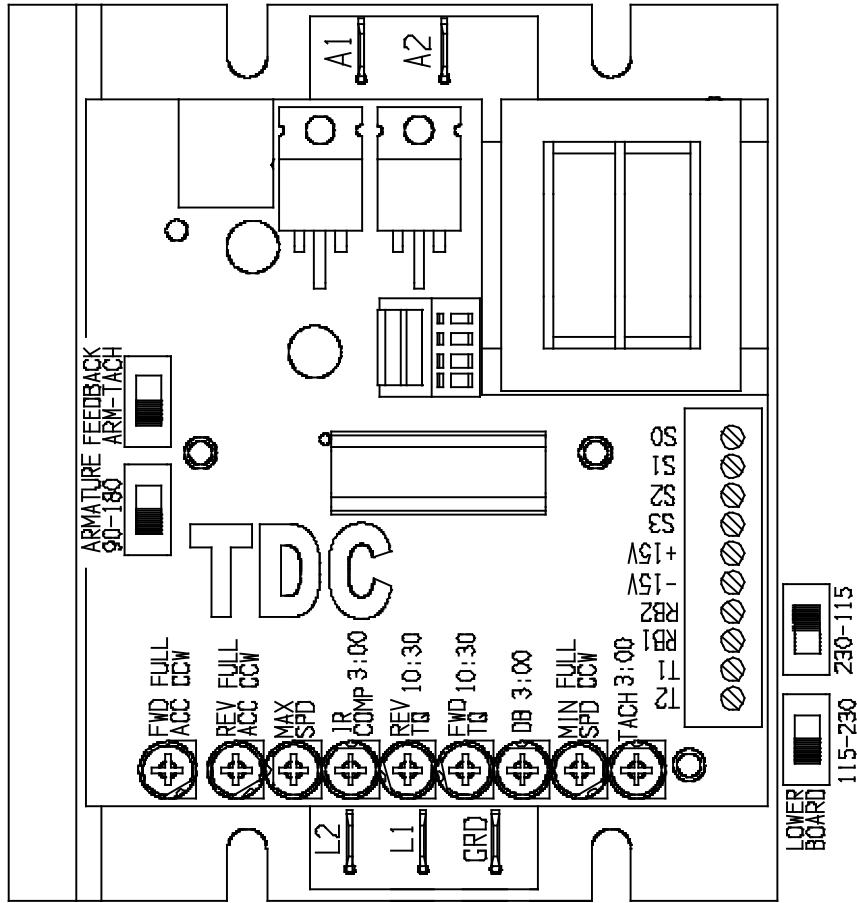 A1
A2
ARMATURE FEEDBACK
90-180 ARM-TACH
TDC
S0
S1
S2
S3
+15V
-15V
RB2
RB1
T1
T2
FWD FULL
ACC CCW
REV FULL
ACC CCW
MAX
SPD
IR
COMP 3:00
REV
TQ 10:30
FWD
TQ 10:30
DB 3:00
MIN FULL
SPD CCW
TACH 3:00
L2
L1
GRD
LOWER
BOARD
115-230
230-115